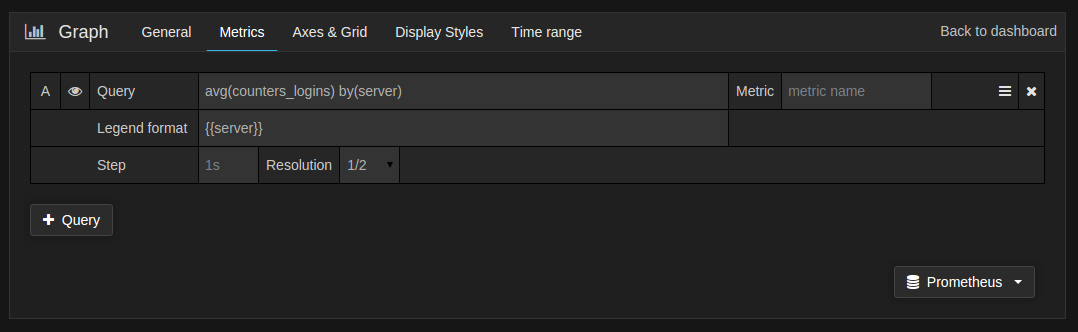 Graph General Metrics Axes & Grid Display Styles Time range Back to dashboard
A Query avg(counters_logins) by(server) Metric metric name
Legend format {{server}}
Step 1s Resolution 1/2
Query
Prometheus